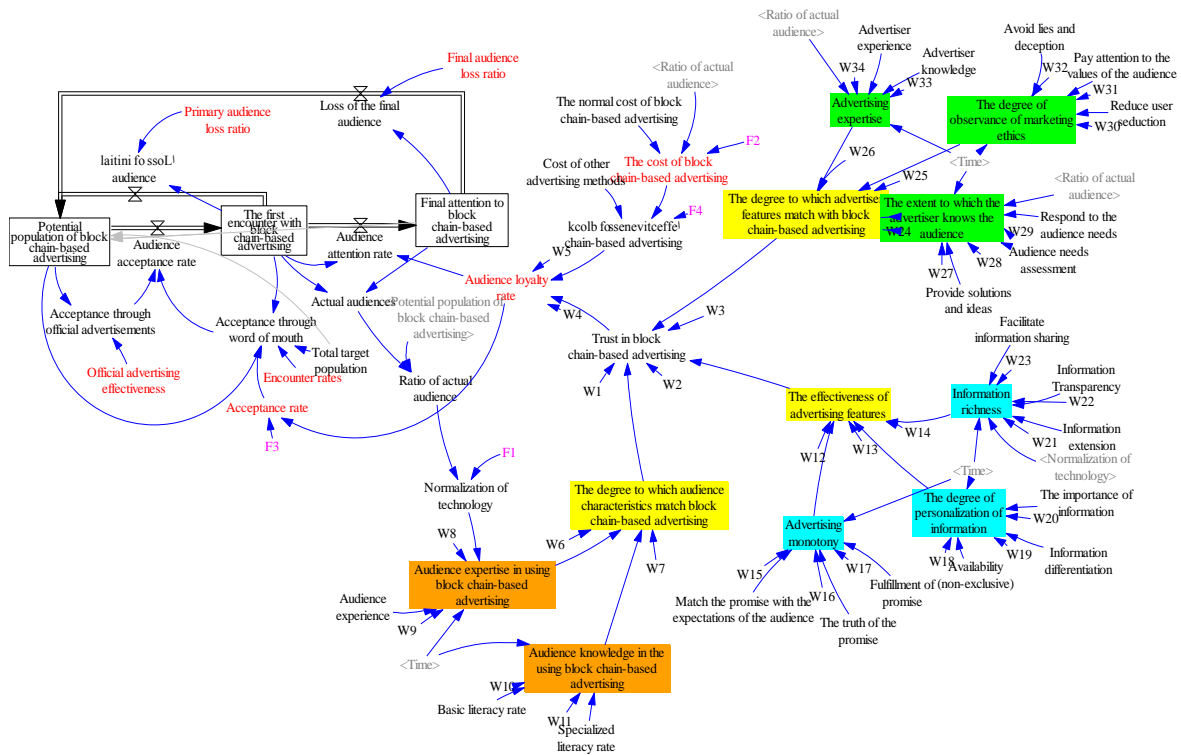 <Ratio of actual
audience>
Advertiser
experience
Avoid lies and
deception
Final audience
loss ratio
W34
Advertiser
knowledge
W33
W32
Pay attention to the
values of the audience
W31
<Ratio of actual
audience>
Loss of the final
audience
The normal cost of block
chain-based advertising
Advertising
expertise
The degree of
observance of marketing
ethics
Reduce user
seduction
W30
Primary audience
loss ratio
F2
W26
<Time>
laitini fo ssoL
audience
Cost of other
advertising methods
The cost of block
chain-based advertising
W25
<Ratio of actual
audience>
Potential
population of block
chain-based advertising
The first
encounter with
block
chain-based
advertising
Final attention to
block
chain-based advertising
F4
The degree to which advertiser
features match with block
chain-based advertising
W24
The extent to which the
advertiser knows the
audience
Respond to the
audience needs
W29
kcolb fossenevitceffe
chain-based advertising
Audience
acceptance rate
Audience
attention rate
W5
W28
Audience needs
assessment
W27
Audience loyalty
rate
Provide solutions
and ideas
Actual audiences
Potential population of
block chain-based
advertising>
W4
W3
Acceptance through
official advertisements
Acceptance through
word of mouth
Trust in block
chain-based advertising
Facilitate
information sharing
W23
Total target
population
W1
W2
Information
Transparency
W22
Official advertising
effectiveness
Encounter rates
Ratio of actual
audience
The effectiveness of
advertising features
Information
richness
Acceptance rate
W14
W21
Information
extension
F3
F1
W12
W13
<Normalization of
technology>
<Time>
Normalization of
technology
The degree to which audience
characteristics match block
chain-based advertising
Advertising
monotony
The degree of
personalization of
information
The importance of
information
W20
W8
W6
W7
W19
W18
Availability
(non-exclusive)
Information
differentiation
Audience expertise in using
block chain-based
advertising
W15
W17
W16
Fulfillment of
promise
Audience
experience
W9
Match the promise with the
expectations of the audience
The truth of the
promise
<Time>
Audience knowledge in the
using block chain-based
advertising
W10
Basic literacy rate
W11
Specialized
literacy rate